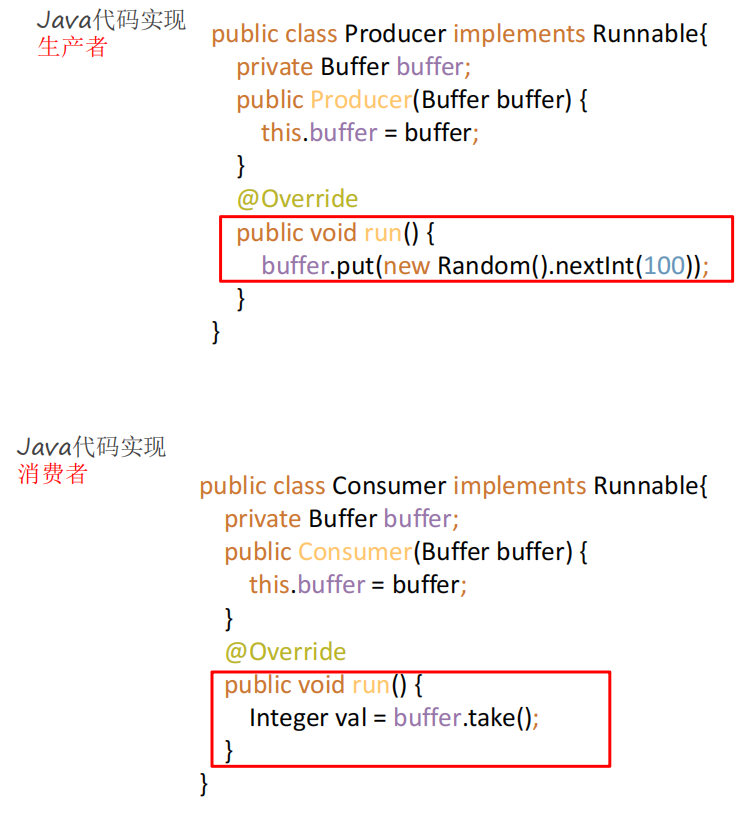 Java代码实现
生产者
public class Producer implements Runnable{
private Buffer buffer;
public Producer(Buffer buffer) {
this.buffer = buffer;
}
@Override
public void run() {
buffer.put(new Random().nextInt(100));
}
}
Java代码实现
消费者
public class Consumer implements Runnable{
private Buffer buffer;
public Consumer(Buffer buffer) {
this.buffer = buffer;
}
@Override
public void run() {
Integer val = buffer.take();
}
}